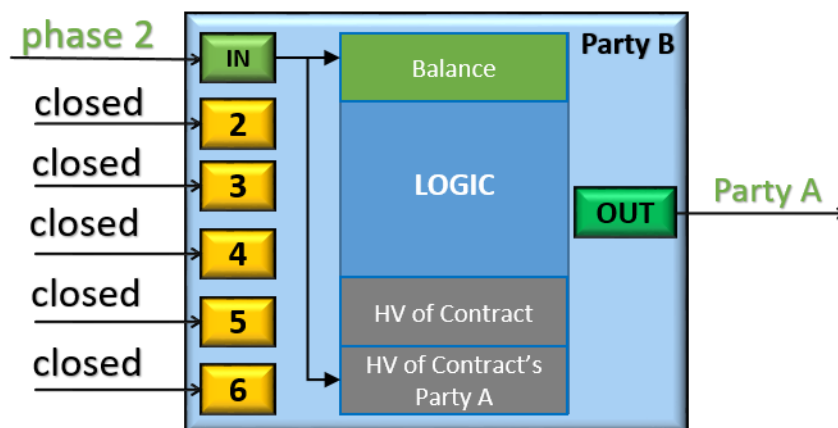 phase 2
IN
Balance
Party B
closed
2
closed
3
LOGIC
OUT
Party A
closed
4
closed
5
HV of Contract
closed
6
HV of Contract's
Party A